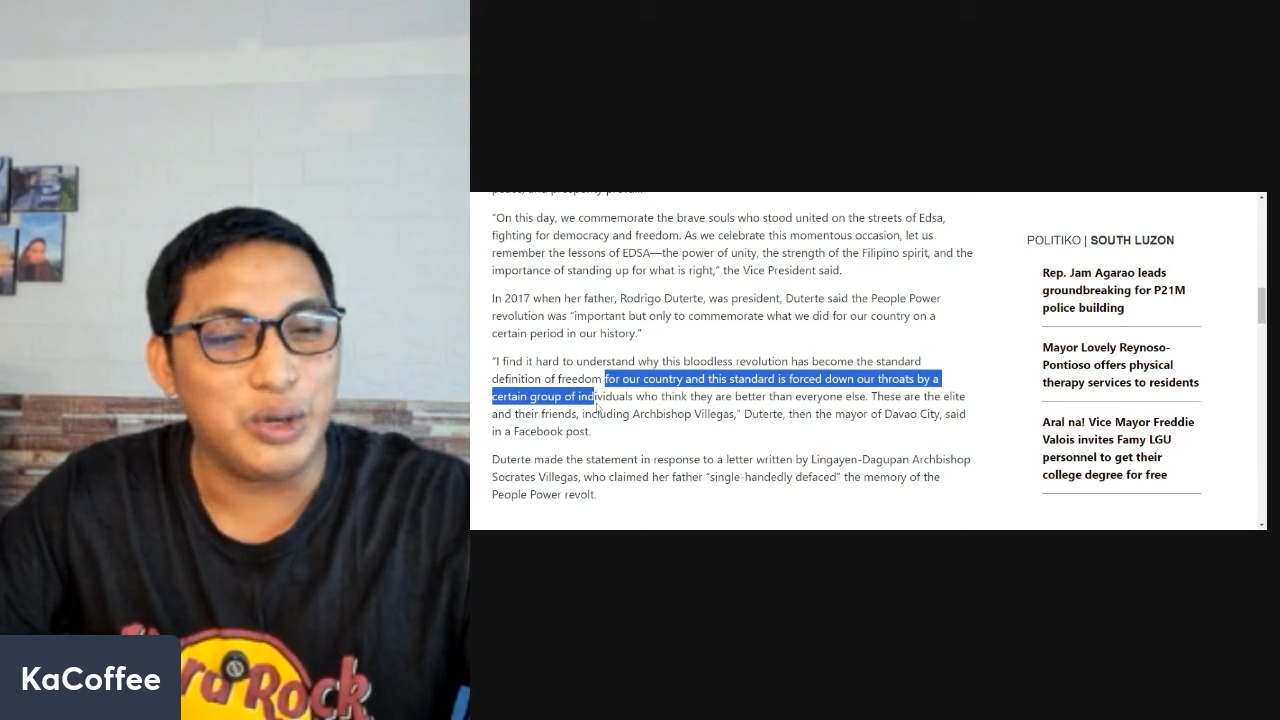 "On this day, we commemorate the brave souls who stood united on the streets of Edsa,
fighting for democracy and freedom. As we celebrate this momentous occasion, let us
remember the lessons of EDSA—the power of unity, the strength of the Filipino spirit, and the
importance of standing up for what is right," the Vice President said.
In 2017 when her father, Rodrigo Duterte, was president, Duterte said the People Power
revolution was "important but only to commemorate what we did for our country on a
certain period in our history."
"I find it hard to understand why this bloodless revolution has become the standard
definition of freedom for our country and this standard is forced down our throats by a
certain group of individuals who think they are better than everyone else. These are the elite
and their friends, including Archbishop Villegas," Duterte, then the mayor of Davao City, said
in a Facebook post.
Duterte made the statement in response to a letter written by Lingayen-Dagupan Archbishop
Socrates Villegas, who claimed her father "single-handedly defaced" the memory of the
People Power revolt.
POLITIKO | SOUTH LUZON
Rep. Jam Agarao leads
groundbreaking for P21M
police building
Mayor Lovely Reynoso-
Pontioso offers physical
therapy services to residents
Aral na! Vice Mayor Freddie
Valois invites Famy LGU
personnel to get their
college degree for free
KaCoffee
Rock